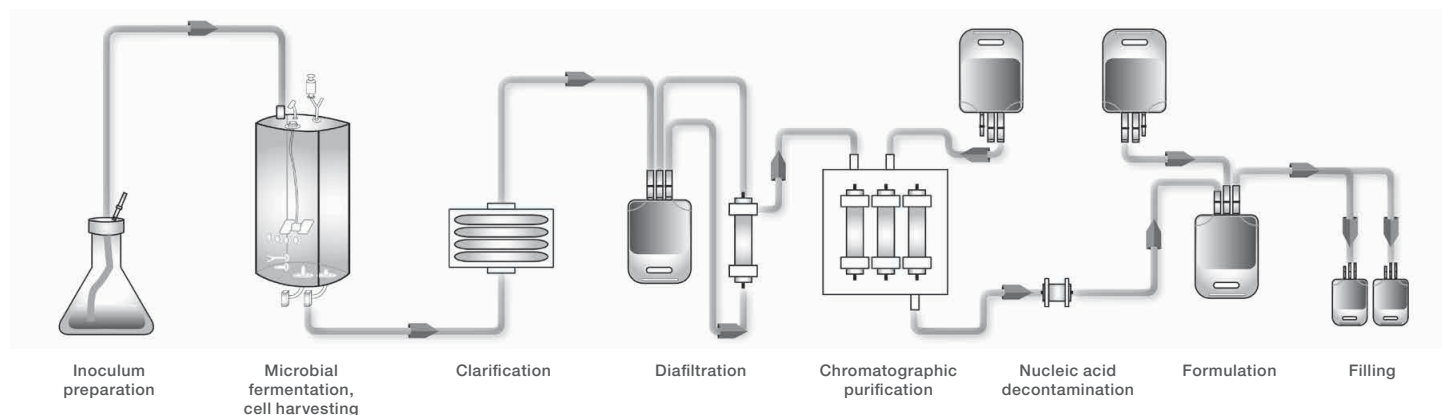 Inoculum
preparation
Microbial
fermentation,
cell harvesting
Clarification
Diafiltration
Chromatographic
purification
Nucleic acid
decontamination
Formulation
Filling